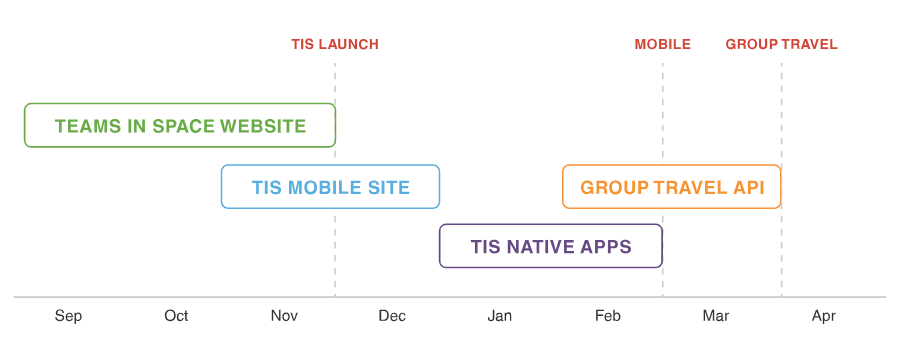 TIS LAUNCH
MOBILE
GROUP TRAVEL
TEAMS IN SPACE WEBSITE
TIS MOBILE SITE
GROUP TRAVEL API
TIS NATIVE APPS
Sep Oct Nov Dec Jan Feb Mar Apr